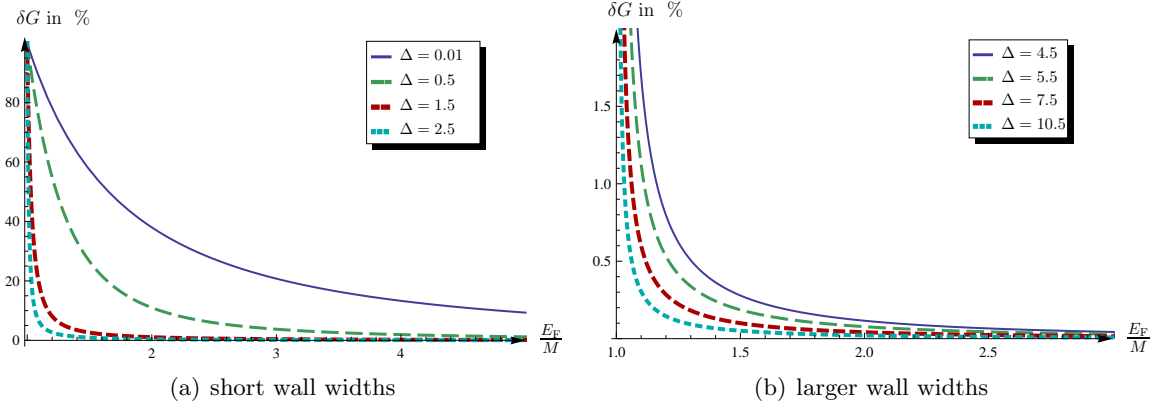 δG in %
Δ = 0.01
Δ = 0.5
Δ = 1.5
Δ = 2.5
80
60
40
20
0
2
3
4
E_F
M
(a) short wall widths
δG in %
Δ = 4.5
Δ = 5.5
Δ = 7.5
Δ = 10.5
1.5
1.0
0.5
1.0
1.5
2.0
2.5
E_F
M
(b) larger wall widths